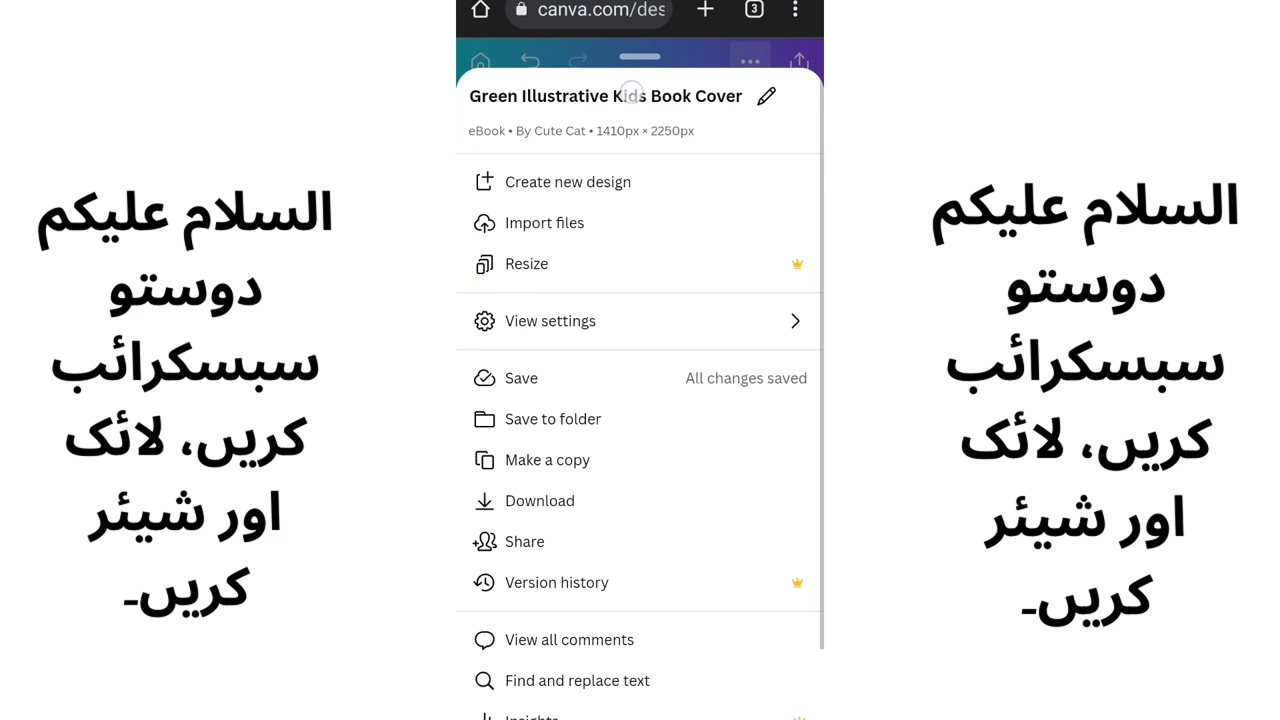 السلام علیکم
دوستو
سبسکرائب
کریں، لائک
اور شیئر
کریں۔
canva.com/des
3
Green Illustrative Kids Book Cover
eBook • By Cute Cat • 1410px × 2250px
Create new design
Import files
Resize
View settings
Save All changes saved
Save to folder
Make a copy
Download
Share
Version history
View all comments
Find and replace text
Insights
السلام علیکم
دوستو
سبسکرائب
کریں، لائک
اور شیئر
کریں۔